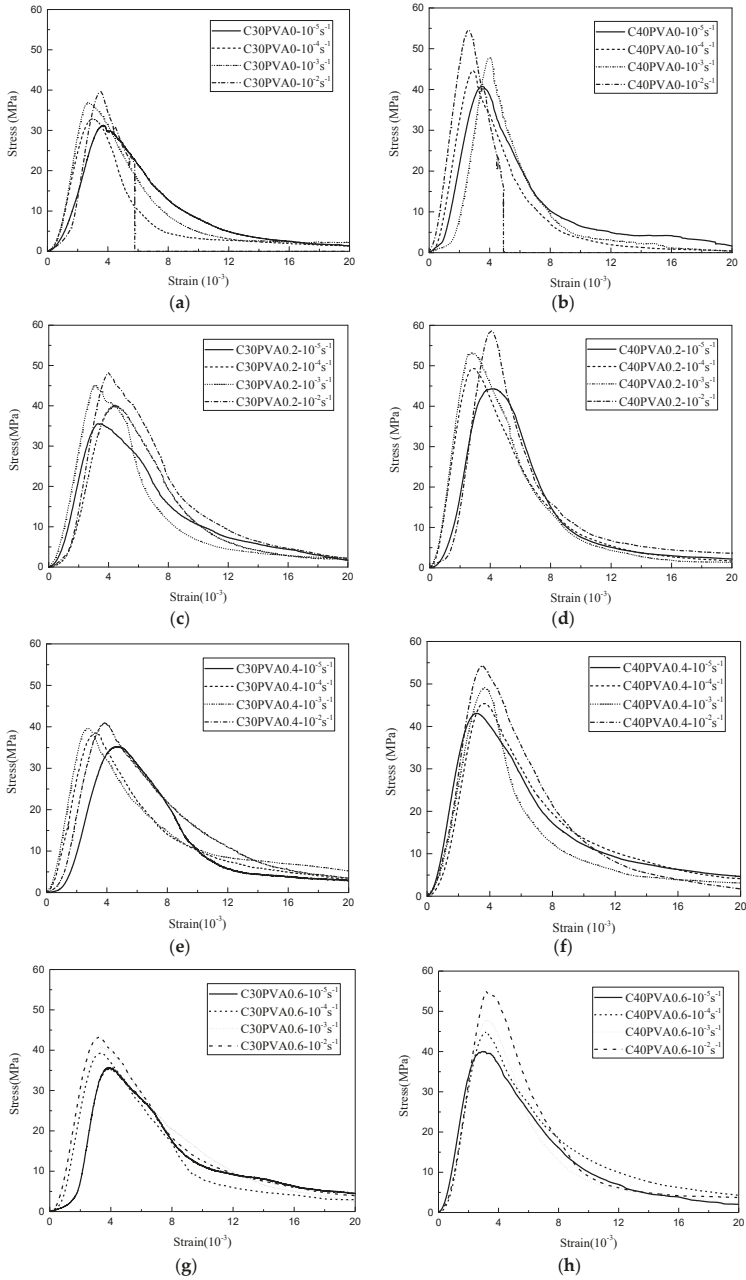 60
50
40
30
20
10
0
Stress (MPa)
C30PVA0-10⁻⁵s⁻¹
C30PVA0-10⁻⁴s⁻¹
C30PVA0-10⁻³s⁻¹
C30PVA0-10⁻²s⁻¹
0 4 8 12 16 20
Strain (10⁻³)
(a)
60
50
40
30
20
10
0
Stress (MPa)
C40PVA0-10⁻⁵s⁻¹
C40PVA0-10⁻⁴s⁻¹
C40PVA0-10⁻³s⁻¹
C40PVA0-10⁻²s⁻¹
0 4 8 12 16 20
Strain (10⁻³)
(b)
60
50
40
30
20
10
0
Stress(MPa)
C30PVA0.2-10⁻⁵s⁻¹
C30PVA0.2-10⁻⁴s⁻¹
C30PVA0.2-10⁻³s⁻¹
C30PVA0.2-10⁻²s⁻¹
0 4 8 12 16 20
Strain(10⁻³)
(c)
60
50
40
30
20
10
0
Stress (MPa)
C40PVA0.2-10⁻⁵s⁻¹
C40PVA0.2-10⁻⁴s⁻¹
C40PVA0.2-10⁻³s⁻¹
C40PVA0.2-10⁻²s⁻¹
0 4 8 12 16 20
Strain (10⁻³)
(d)
60
50
40
30
20
10
0
Stress(MPa)
C30PVA0.4-10⁻⁵s⁻¹
C30PVA0.4-10⁻⁴s⁻¹
C30PVA0.4-10⁻³s⁻¹
C30PVA0.4-10⁻²s⁻¹
0 4 8 12 16 20
Strain(10⁻³)
(e)
60
50
40
30
20
10
0
Stress (MPa)
C40PVA0.4-10⁻⁵s⁻¹
C40PVA0.4-10⁻⁴s⁻¹
C40PVA0.4-10⁻³s⁻¹
C40PVA0.4-10⁻²s⁻¹
0 4 8 12 16 20
Strain(10⁻³)
(f)
60
50
40
30
20
10
0
Stress(MPa)
C30PVA0.6-10⁻⁵s⁻¹
C30PVA0.6-10⁻⁴s⁻¹
C30PVA0.6-10⁻³s⁻¹
C30PVA0.6-10⁻²s⁻¹
0 4 8 12 16 20
Strain(10⁻³)
(g)
60
50
40
30
20
10
0
Stress(MPa)
C40PVA0.6-10⁻⁵s⁻¹
C40PVA0.6-10⁻⁴s⁻¹
C40PVA0.6-10⁻³s⁻¹
C40PVA0.6-10⁻²s⁻¹
0 4 8 12 16 20
Strain(10⁻³)
(h)